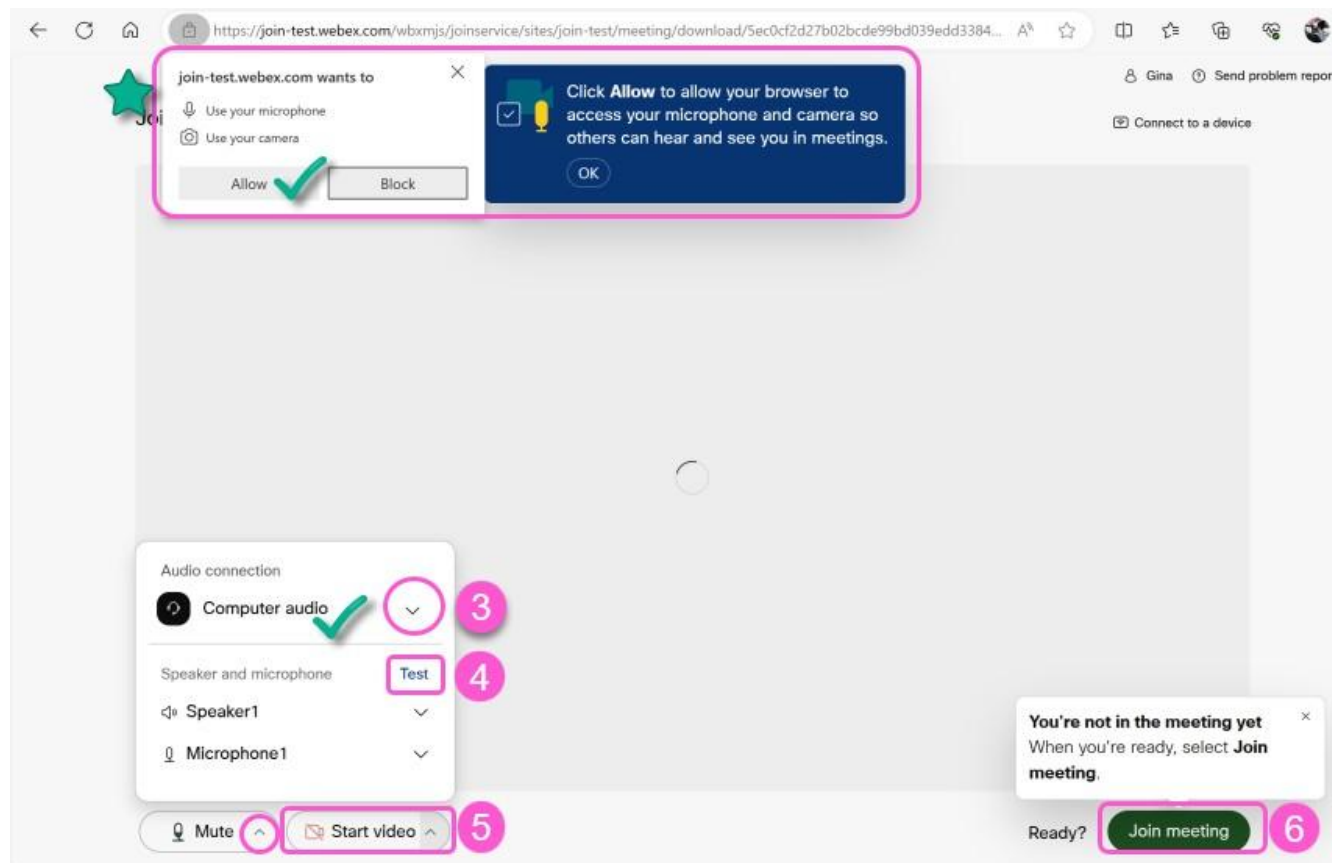 https://join-test.webex.com/wbxmjs/joinservice/sites/join-test/meeting/download/5ec0cf2d27b02bcde99bd039edd3384...
join-test.webex.com wants to
Use your microphone
Use your camera
Allow
Block
Click Allow to allow your browser to
access your microphone and camera so
others can hear and see you in meetings.
OK
Gina
Send problem repor
Joi
Connect to a device
Audio connection
Computer audio
3
Speaker and microphone
Test
4
Speaker1
Microphone1
You're not in the meeting yet
When you're ready, select Join
meeting.
Mute
Start video
5
Ready?
Join meeting
6